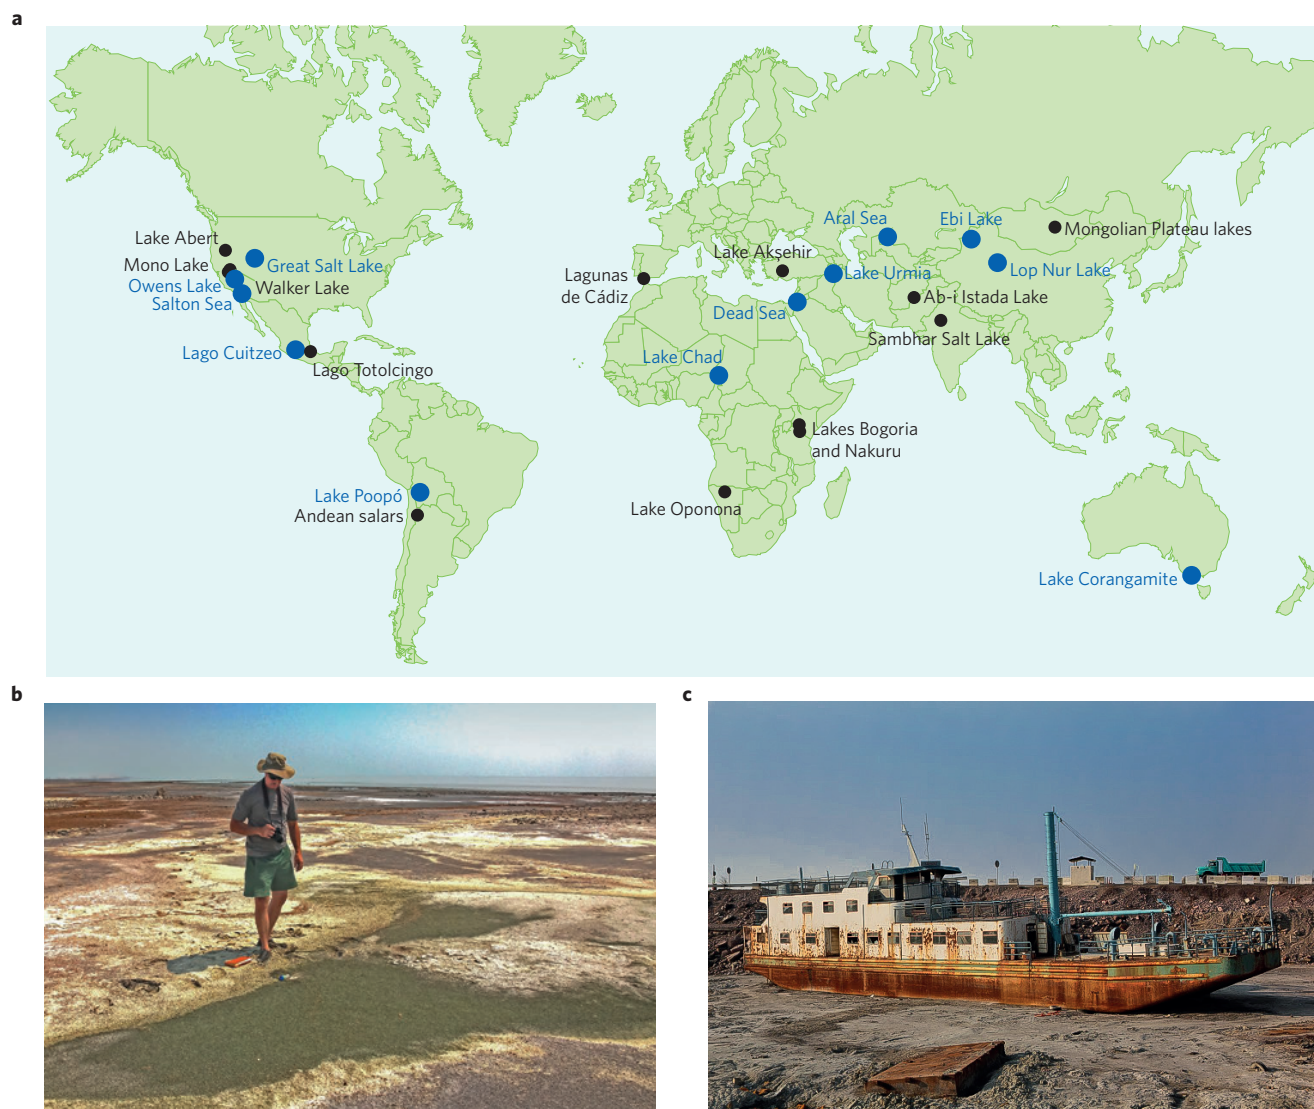 a
Lake Abert
Mono Lake
Great Salt Lake
Owens Lake
Walker Lake
Salton Sea
Lago Cuitzeo
Lago Totolcingo
Lake Poopó
Andean salars
Lagunas
de Cádiz
Lake Akşehir
Aral Sea
Ebi Lake
Mongolian Plateau lakes
Lake Urmia
Lop Nur Lake
Dead Sea
Ab-i Istada Lake
Sambhar Salt Lake
Lake Chad
Lakes Bogoria
and Nakuru
Lake Oponona
Lake Corangamite
b
c